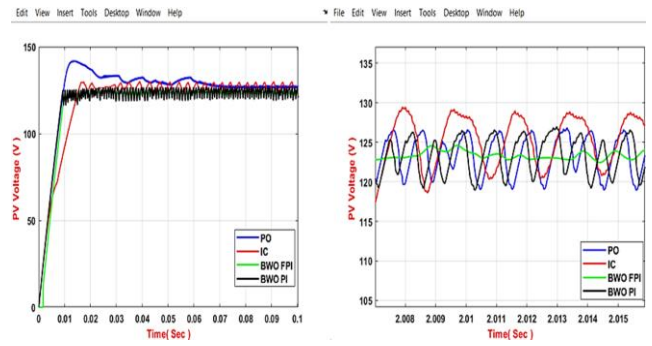 Edit View Insert Tools Desktop Window Help
File Edit View Insert Tools Desktop Window Help
150
100
50
0
PV Voltage (V)
PO
IC
BWO FPI
BWO PI
0 0.01 0.02 0.03 0.04 0.05 0.06 0.07 0.08 0.09 0.1
Time( Sec )
135
130
125
120
115
110
105
PV Voltage (V )
PO
IC
BWO FPI
BWO PI
2.008 2.009 2.01 2.011 2.012 2.013 2.014 2.015
Time( Sec )